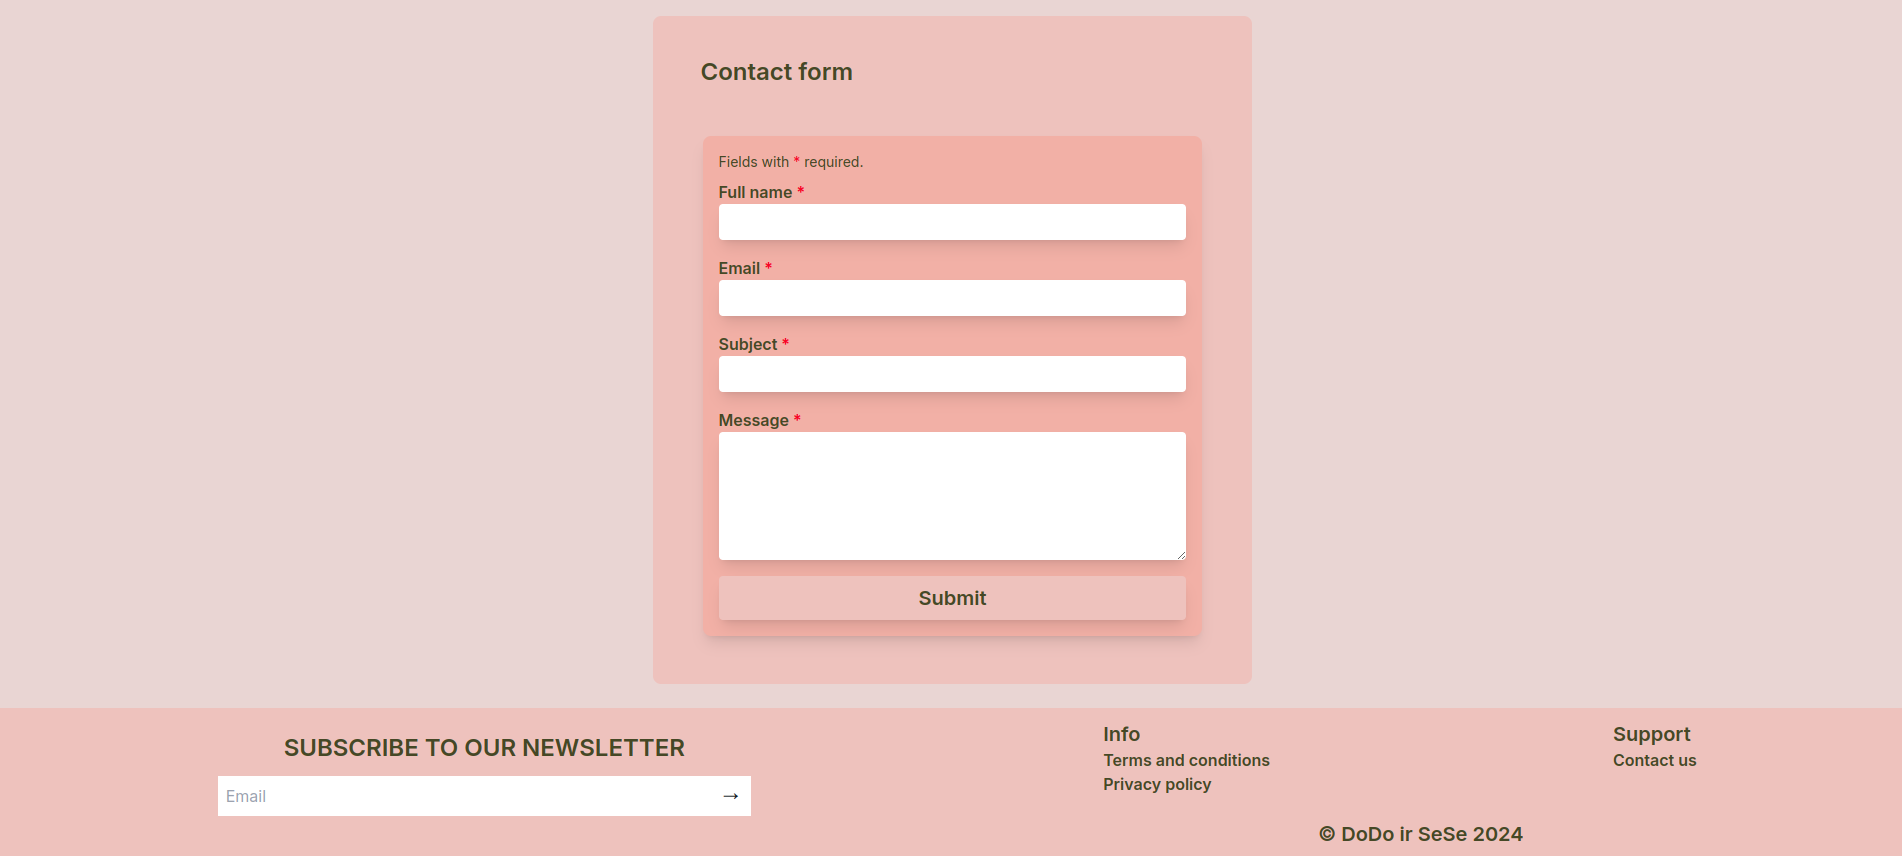 Contact form
Fields with * required.
Full name *
Email *
Subject *
Message *
Submit
SUBSCRIBE TO OUR NEWSLETTER
Email →
Info
Terms and conditions
Privacy policy
Support
Contact us
© DoDo ir SeSe 2024